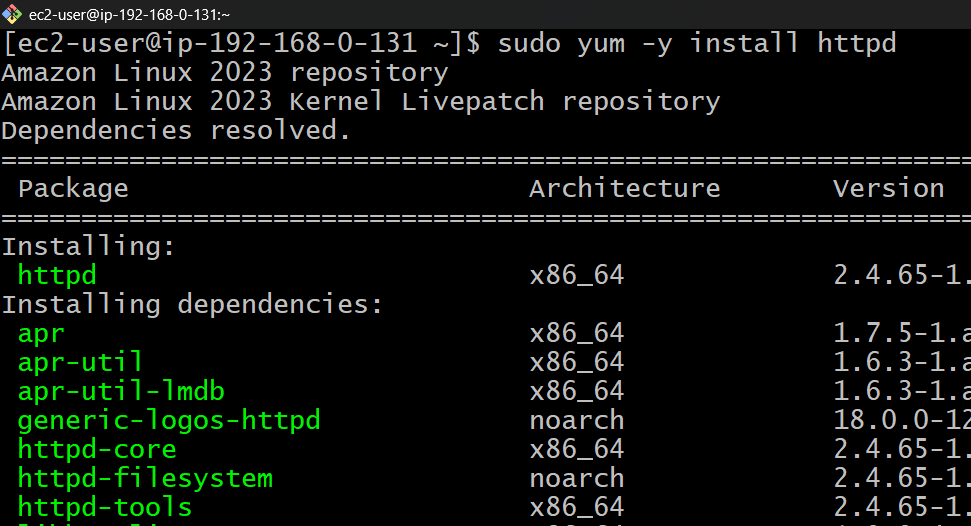 ec2-user@ip-192-168-0-131:~
[ec2-user@ip-192-168-0-131 ~]$ sudo yum -y install httpd
Amazon Linux 2023 repository
Amazon Linux 2023 Kernel Livepatch repository
Dependencies resolved.
================================================================================
Package Architecture Version
================================================================================
Installing:
httpd x86_64 2.4.65-1.
Installing dependencies:
apr x86_64 1.7.5-1.a
apr-util x86_64 1.6.3-1.a
apr-util-lmdb x86_64 1.6.3-1.a
generic-logos-httpd noarch 18.0.0-12
httpd-core x86_64 2.4.65-1.
httpd-filesystem noarch 2.4.65-1.
httpd-tools x86_64 2.4.65-1.